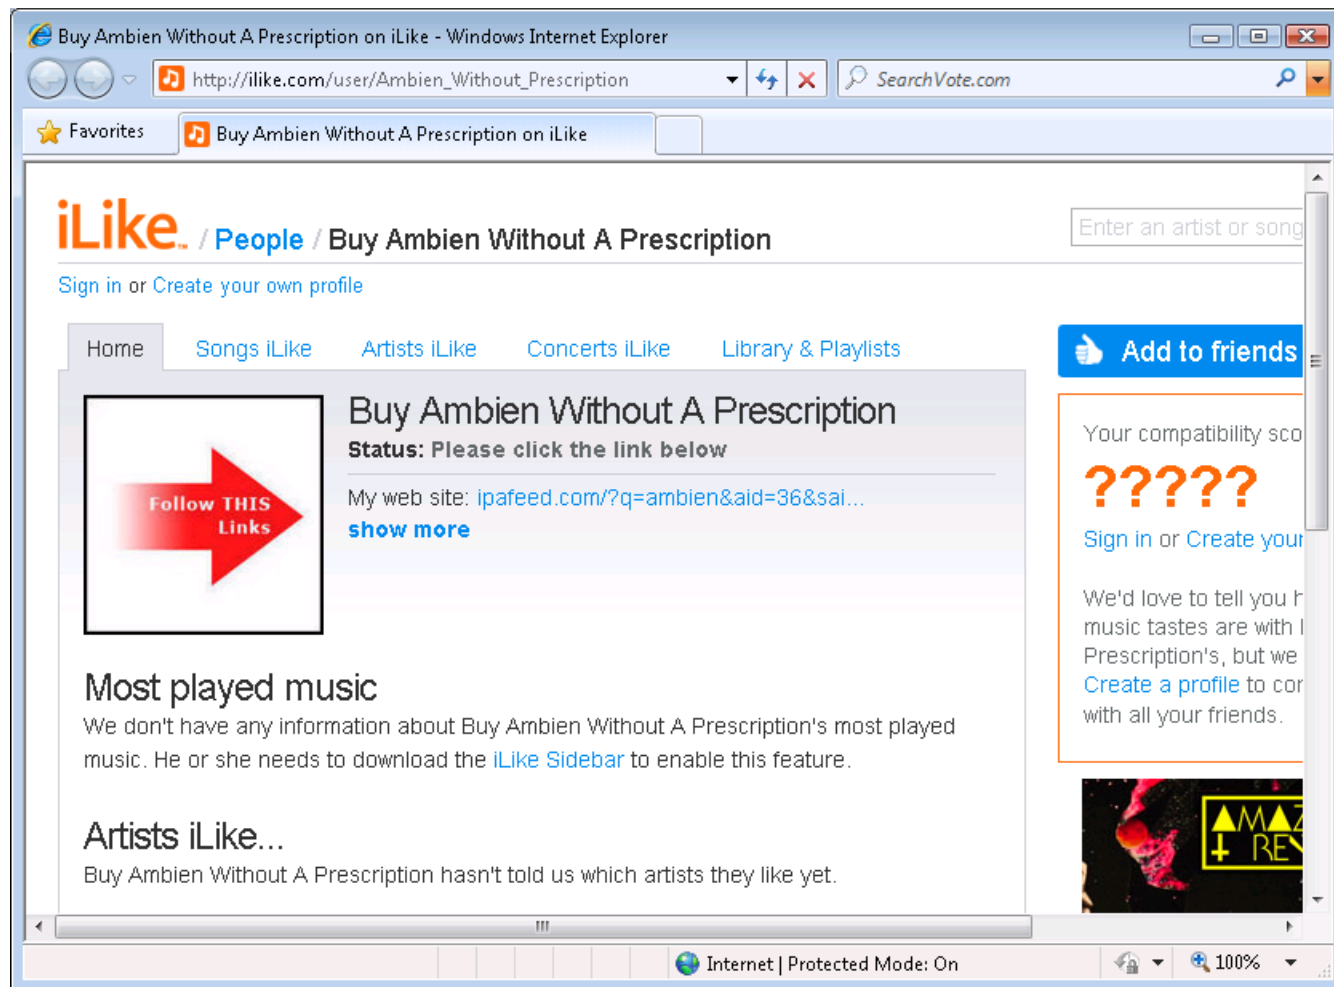 Buy Ambien Without A Prescription on iLike - Windows Internet Explorer
http://ilike.com/user/Ambien_Without_Prescription
SearchVote.com
Favorites
Buy Ambien Without A Prescription on iLike
iLike™ / People / Buy Ambien Without A Prescription
Enter an artist or song
Sign in or Create your own profile
Home Songs iLike Artists iLike Concerts iLike Library & Playlists
Add to friends
Follow THIS
Links
Buy Ambien Without A Prescription
Status: Please click the link below
My web site: ipafeed.com/?q=ambien&aid=36&sai...
show more
Your compatibility sco
?????
Sign in or Create your
We'd love to tell you h
music tastes are with
Prescription's, but we
Create a profile to cor
with all your friends.
Most played music
We don't have any information about Buy Ambien Without A Prescription's most played
music. He or she needs to download the iLike Sidebar to enable this feature.
Artists iLike...
Buy Ambien Without A Prescription hasn't told us which artists they like yet.
Internet | Protected Mode: On
100%